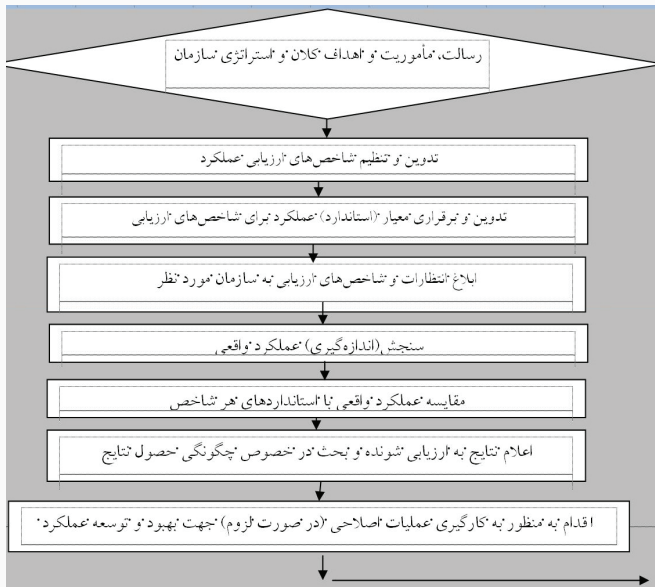 رسالت، مأموریت و اهداف کلان و استراتژی سازمان
تدوین و تنظیم شاخص‌های ارزیابی عملکرد
تدوین و برقراری معیار (استاندارد) عملکرد برای شاخص‌های ارزیابی
ابلاغ انتظارات و شاخص‌های ارزیابی به سازمان مورد نظر
سنجش(اندازه‌گیری) عملکرد واقعی
مقایسه عملکرد واقعی با استانداردهای هر شاخص
اعلام نتایج به ارزیابی شونده و بحث در خصوص چگونگی حصول نتایج
اقدام به منظور به کارگیری عملیات اصلاحی (در صورت لزوم) جهت بهبود و توسعه عملکرد